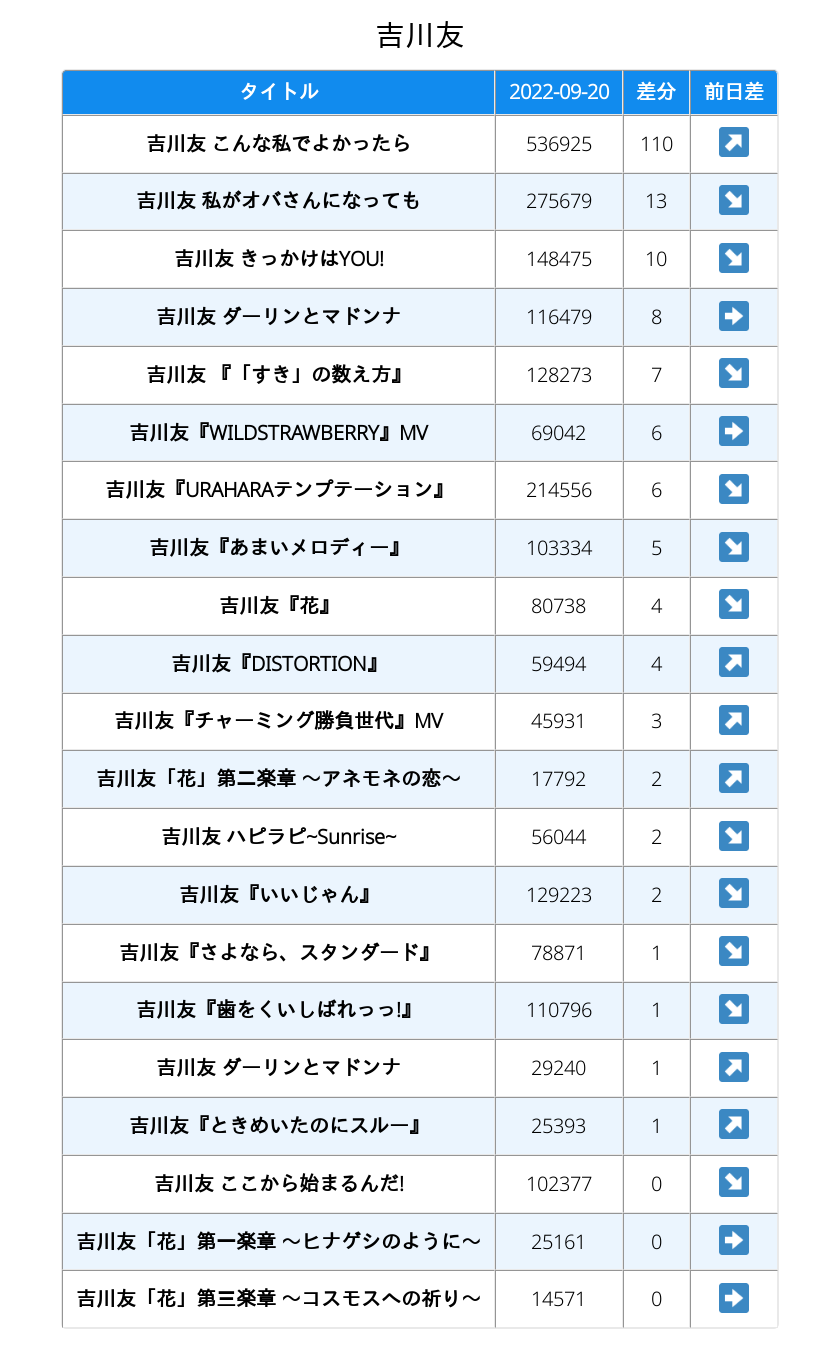 吉川友
タイトル 2022-09-20 差分 前日差
吉川友 こんな私でよかったら 536925 110
吉川友 私がオバさんになっても 275679 13
吉川友 きっかけはYOU! 148475 10
吉川友 ダーリンとマドンナ 116479 8
吉川友 『「すき」の数え方』 128273 7
吉川友『WILDSTRAWBERRY』MV 69042 6
吉川友『URAHARAテンプテーション』 214556 6
吉川友『あまいメロディー』 103334 5
吉川友『花』 80738 4
吉川友『DISTORTION』 59494 4
吉川友『チャーミング勝負世代』MV 45931 3
吉川友「花」第二楽章 〜アネモネの恋〜 17792 2
吉川友 ハピラピ~Sunrise~ 56044 2
吉川友『いいじゃん』 129223 2
吉川友『さよなら、スタンダード』 78871 1
吉川友『歯をくいしばれっっ!』 110796 1
吉川友 ダーリンとマドンナ 29240 1
吉川友『ときめいたのにスルー』 25393 1
吉川友 ここから始まるんだ! 102377 0
吉川友「花」第一楽章 〜ヒナゲシのように〜 25161 0
吉川友「花」第三楽章 〜コスモスへの祈り〜 14571 0